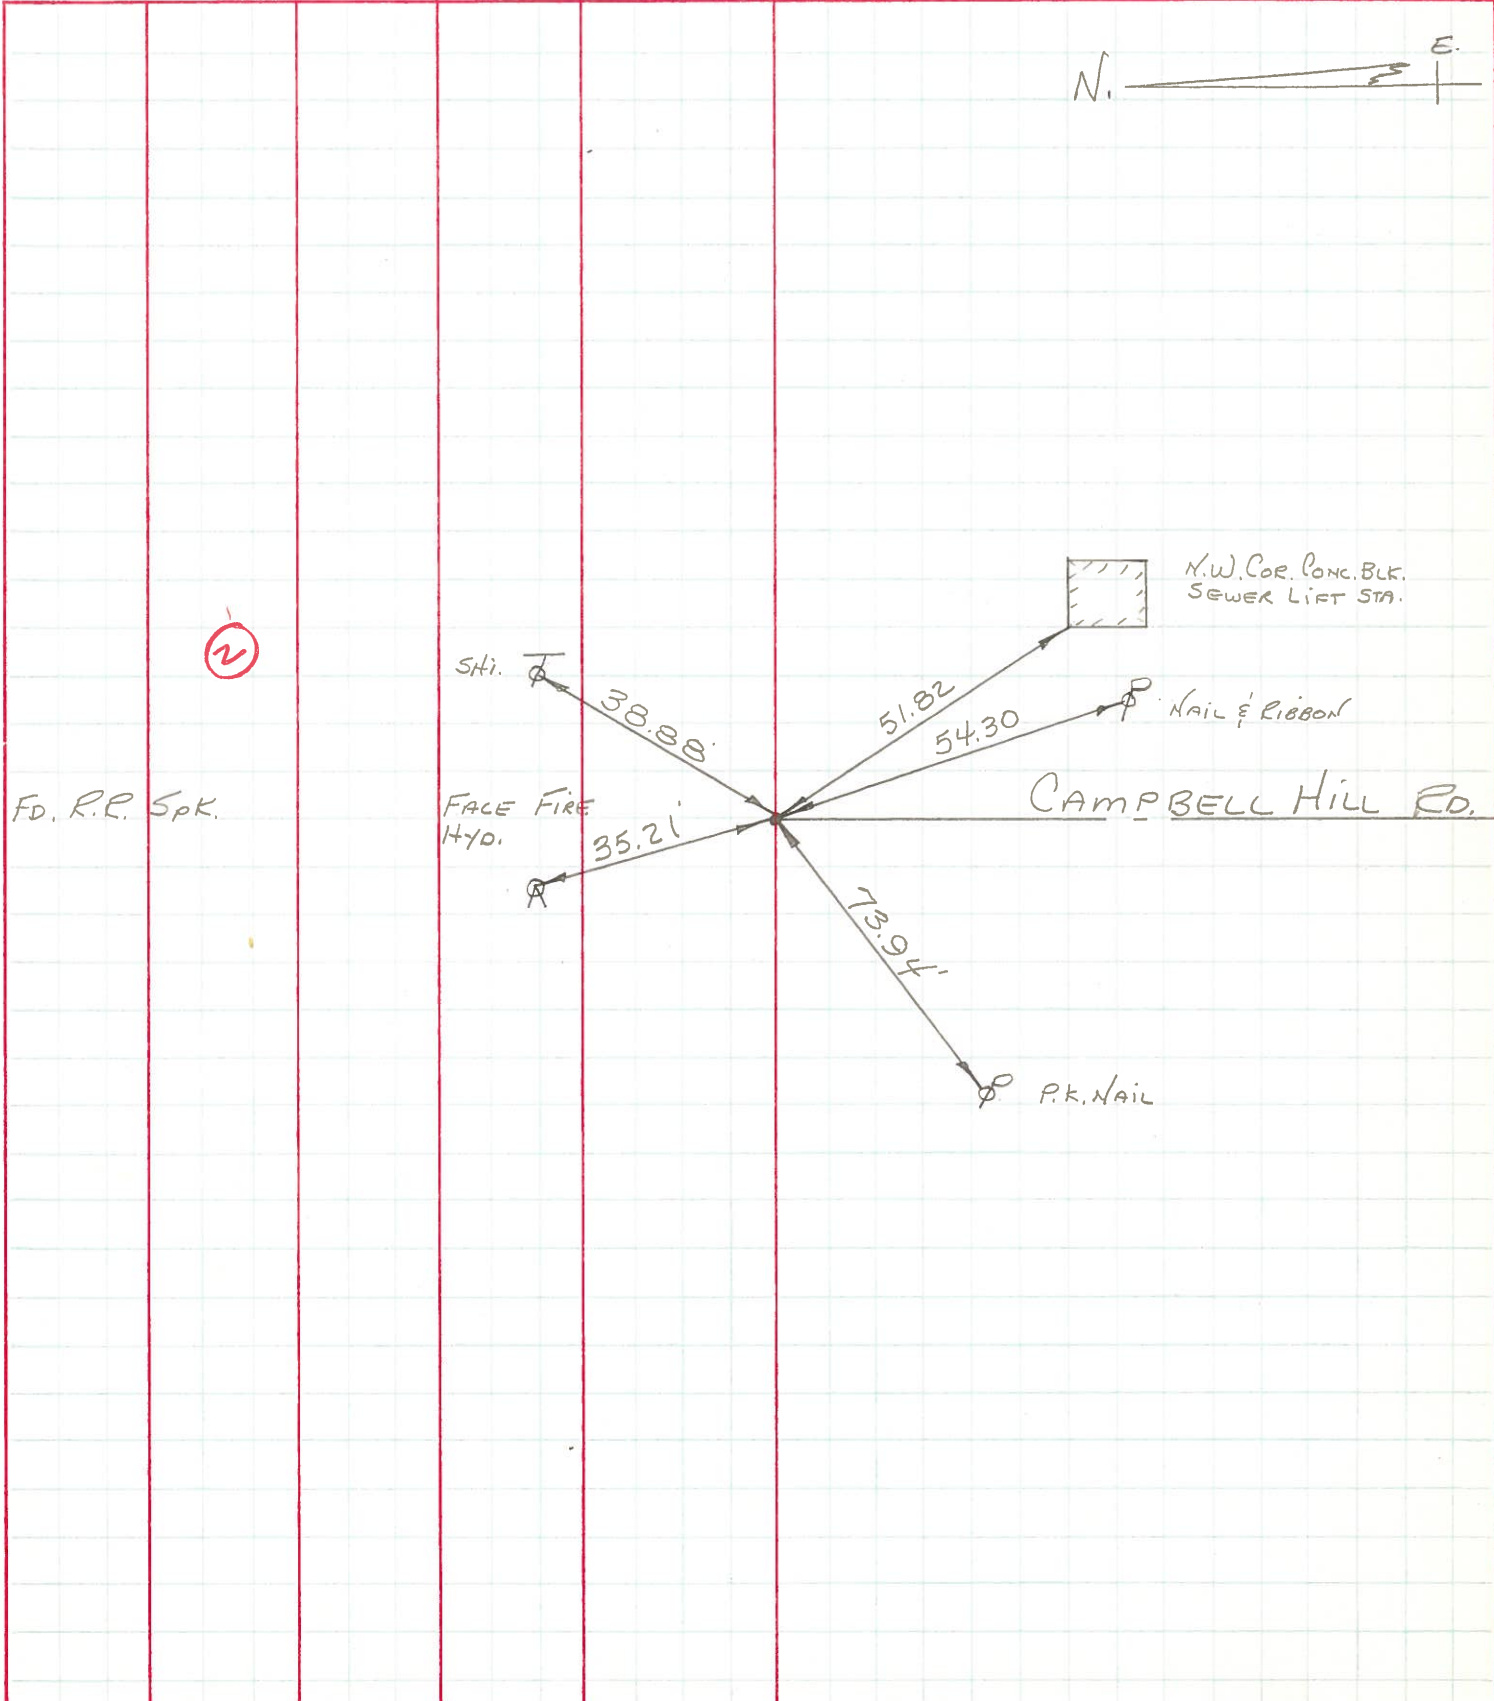 E.
N.
N.W. COR. CONC. BLK.
SEWER LIFT STA.
2
SHI.
38.88'
51.82
54.30
NAIL & RIBBON
FD. R.R. SPK.
FACE FIRE
HYD.
CAMPBELL HILL RD.
35.21'
73.94'
P.K. NAIL